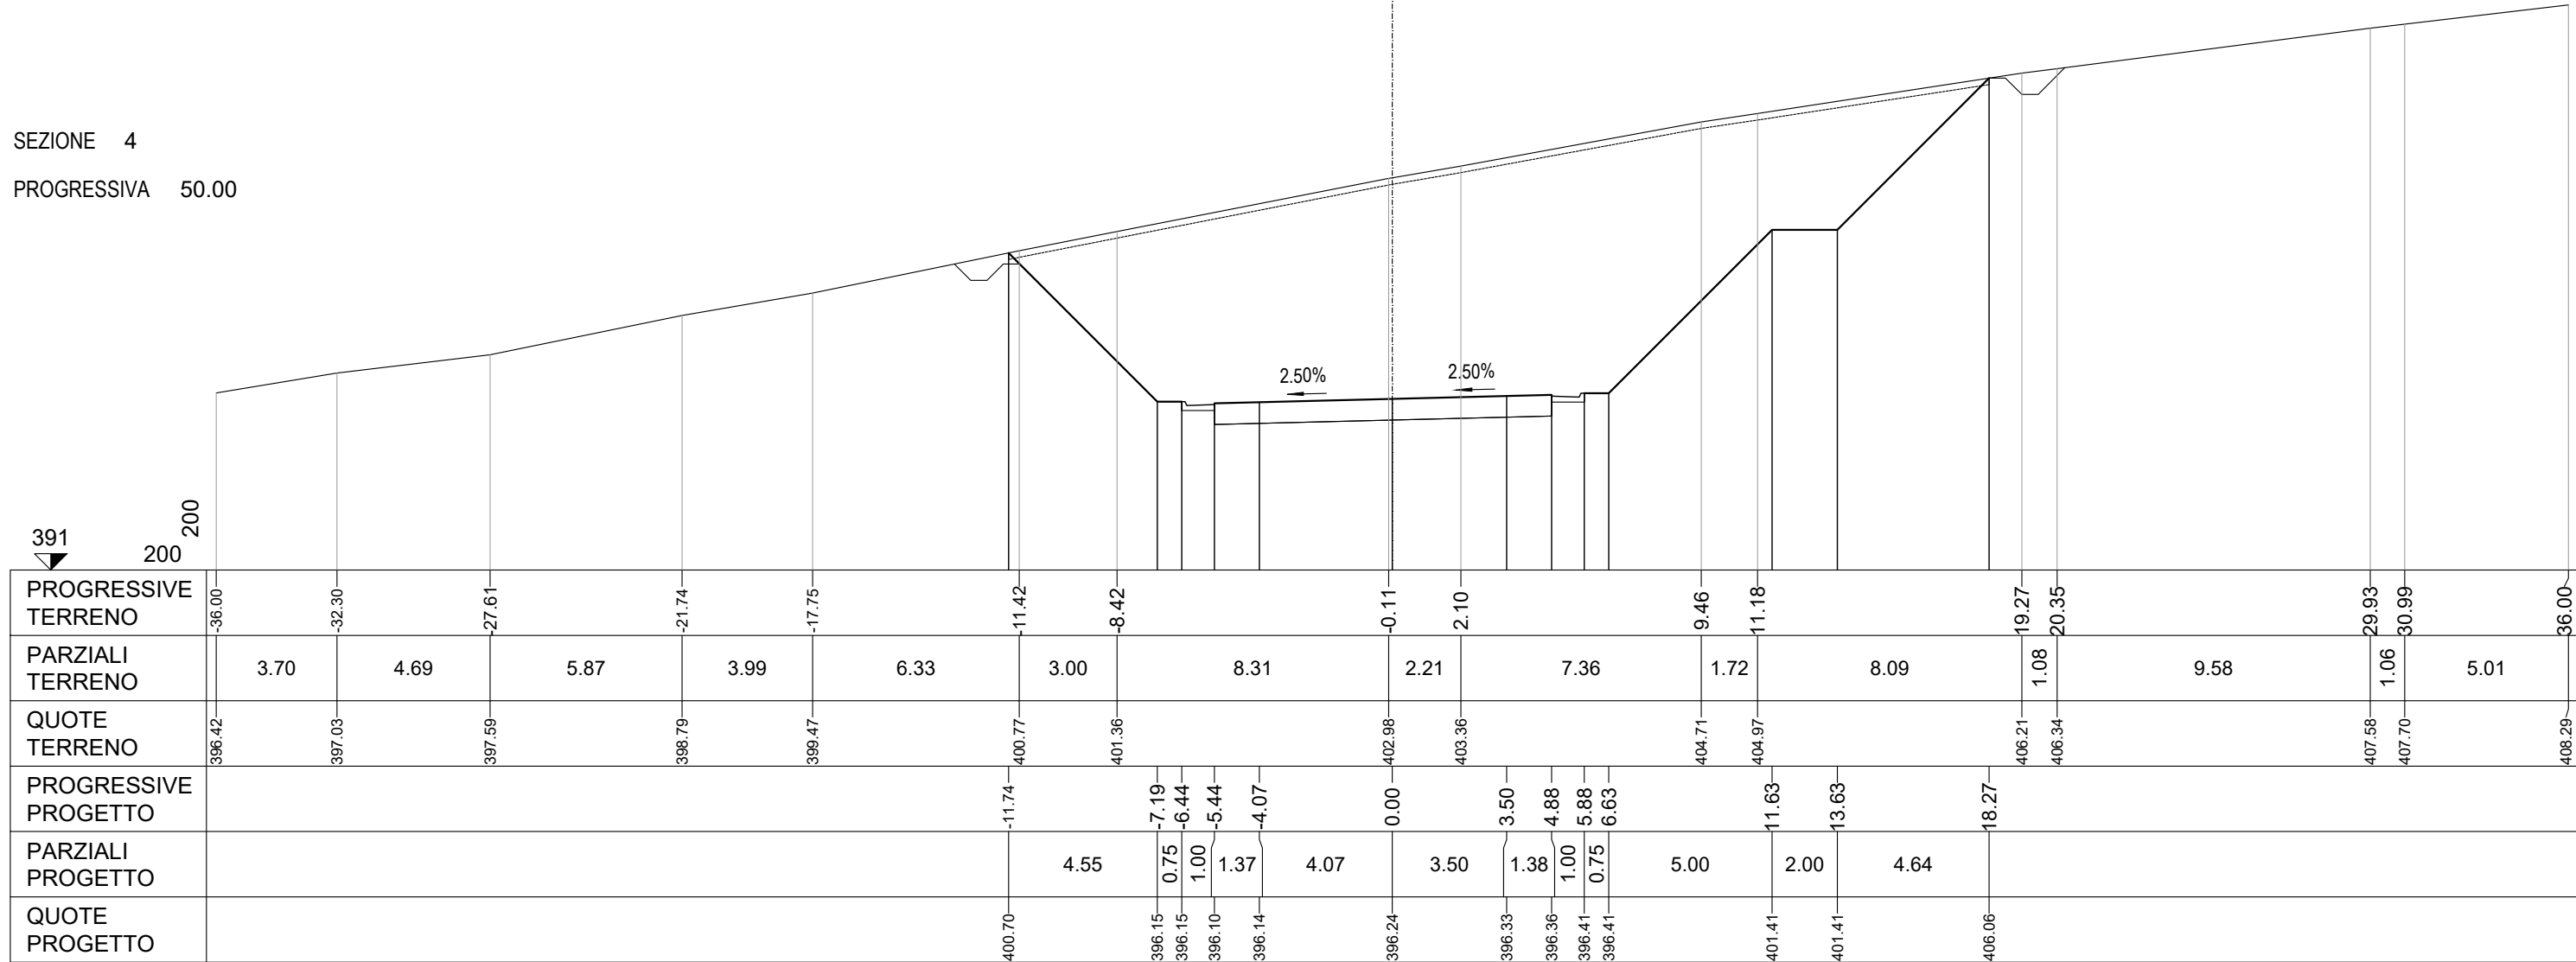 SEZIONE 4
PROGRESSIVA 50.00
2.50%
2.50%
200
391
200
PROGRESSIVE
TERRENO
-36.00 -32.30 -27.61 -21.74 -17.75 -11.42 -8.42 -0.11 2.10 9.46 11.18 19.27 20.35 29.93 30.99 36.00
PARZIALI
TERRENO
3.70 4.69 5.87 3.99 6.33 3.00 8.31 2.21 7.36 1.72 8.09 1.08 9.58 1.06 5.01
QUOTE
TERRENO
396.42 397.03 397.59 398.79 399.47 400.77 401.36 402.98 403.36 404.71 404.97 406.21 406.34 407.58 407.70 408.29
PROGRESSIVE
PROGETTO
-11.74 -7.19 -6.44 -5.44 -4.07 0.00 3.50 4.88 5.88 6.63 11.63 13.63 18.27
PARZIALI
PROGETTO
4.55 0.75 1.00 1.37 4.07 3.50 1.38 1.00 0.75 5.00 2.00 4.64
QUOTE
PROGETTO
400.70 396.15 396.15 396.10 396.14 396.24 396.33 396.36 396.41 396.41 401.41 401.41 406.06